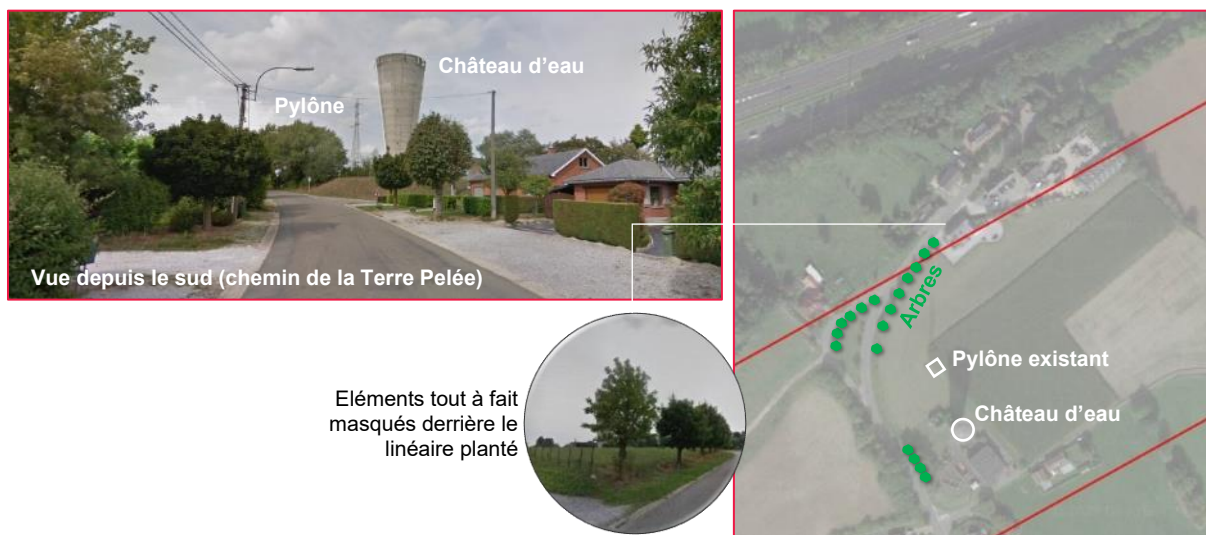 Château d'eau
Pylône
Vue depuis le sud (chemin de la Terre Pelée)
Eléments tout à fait
masqués derrière le
linéaire planté
Arbres
Pylône existant
Château d'eau